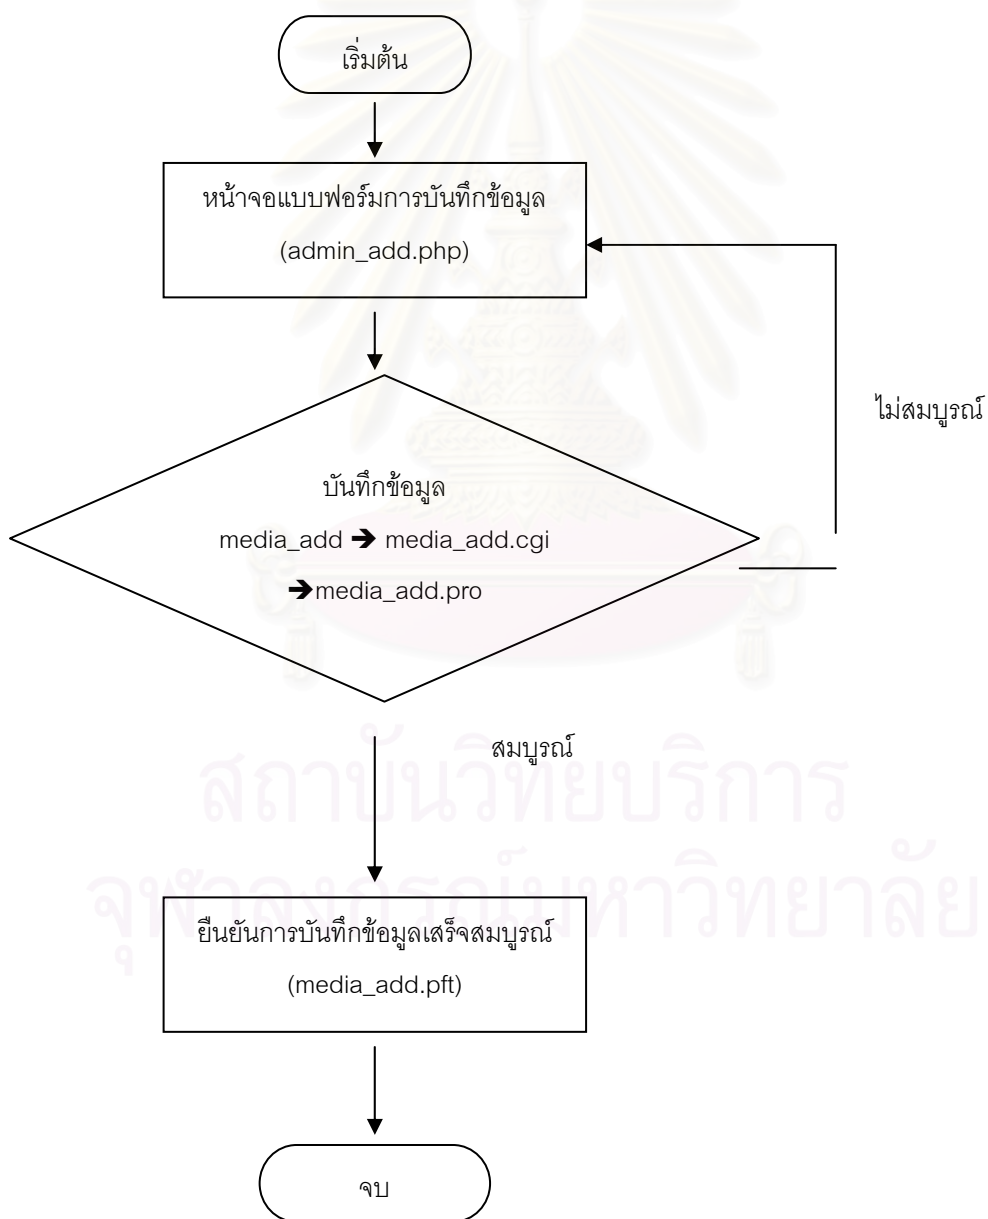 เริ่มต้น
หน้าจอแบบฟอร์มการบันทึกข้อมูล
(admin_add.php)
ไม่สมบูรณ์
บันทึกข้อมูล
media_add ➔ media_add.cgi
➔media_add.pro
สมบูรณ์
สถาบันวิทยบริการ
จุฬาลงกรณ์มหาวิทยาลัย
ยืนยันการบันทึกข้อมูลเสร็จสมบูรณ์
(media_add.pft)
จบ